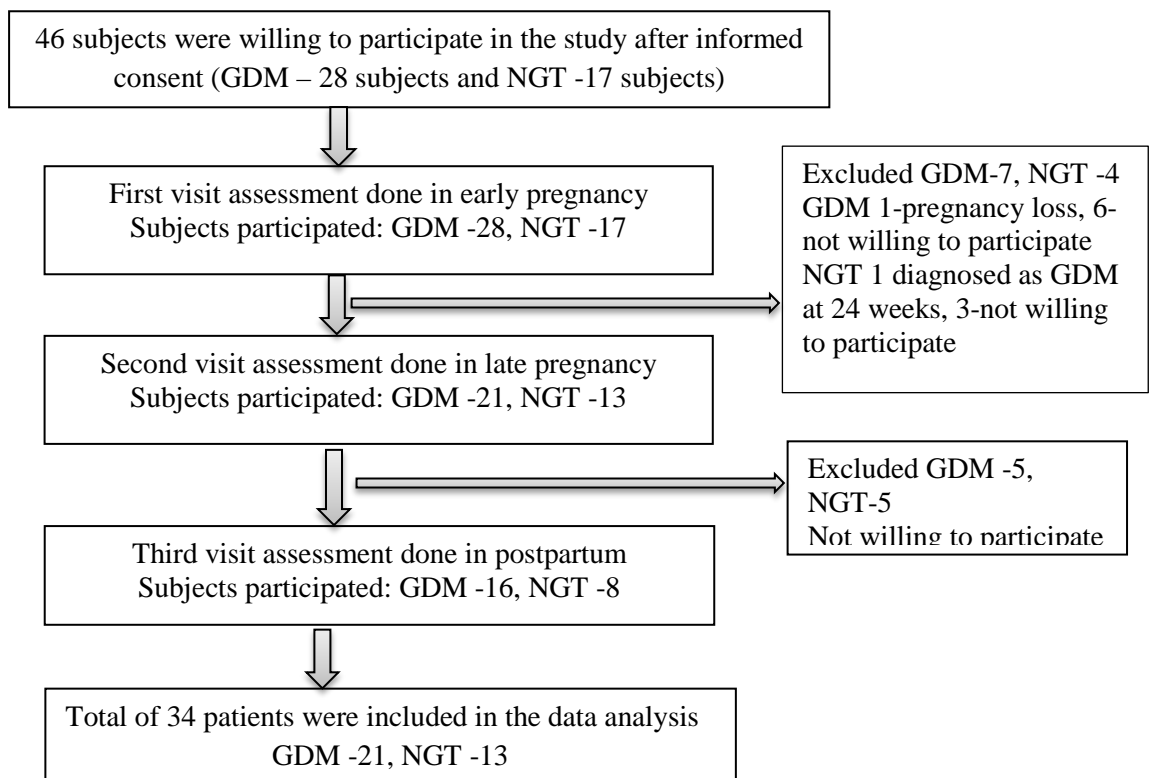 46 subjects were willing to participate in the study after informed
consent (GDM – 28 subjects and NGT -17 subjects)
First visit assessment done in early pregnancy
Subjects participated: GDM -28, NGT -17
Excluded GDM-7, NGT -4
GDM 1-pregnancy loss, 6-
not willing to participate
NGT 1 diagnosed as GDM
at 24 weeks, 3-not willing
to participate
Second visit assessment done in late pregnancy
Subjects participated: GDM -21, NGT -13
Excluded GDM -5,
NGT-5
Not willing to participate
Third visit assessment done in postpartum
Subjects participated: GDM -16, NGT -8
Total of 34 patients were included in the data analysis
GDM -21, NGT -13